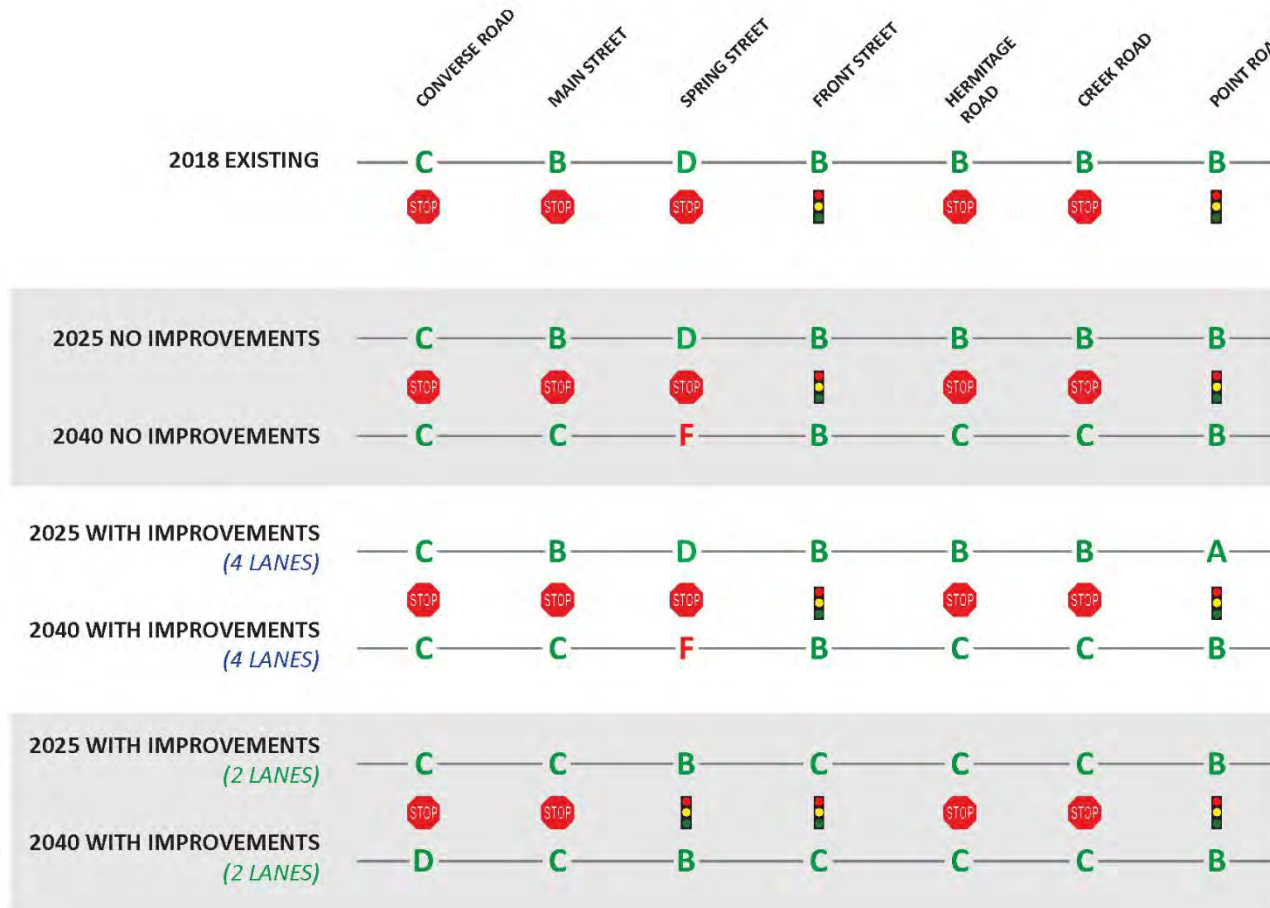 CONVERSE ROAD
MAIN STREET
SPRING STREET
FRONT STREET
HERMITAGE
ROAD
CREEK ROAD
POINT ROA
2018 EXISTING C B D B B B B
STOP STOP STOP STOP STOP
2025 NO IMPROVEMENTS C B D B B B B
STOP STOP STOP STOP STOP
2040 NO IMPROVEMENTS C C F B C C B
2025 WITH IMPROVEMENTS
(4 LANES) C B D B B B A
STOP STOP STOP STOP STOP
2040 WITH IMPROVEMENTS
(4 LANES) C C F B C C B
2025 WITH IMPROVEMENTS
(2 LANES) C C B C C C B
STOP STOP STOP STOP
2040 WITH IMPROVEMENTS
(2 LANES) D C B C C C B